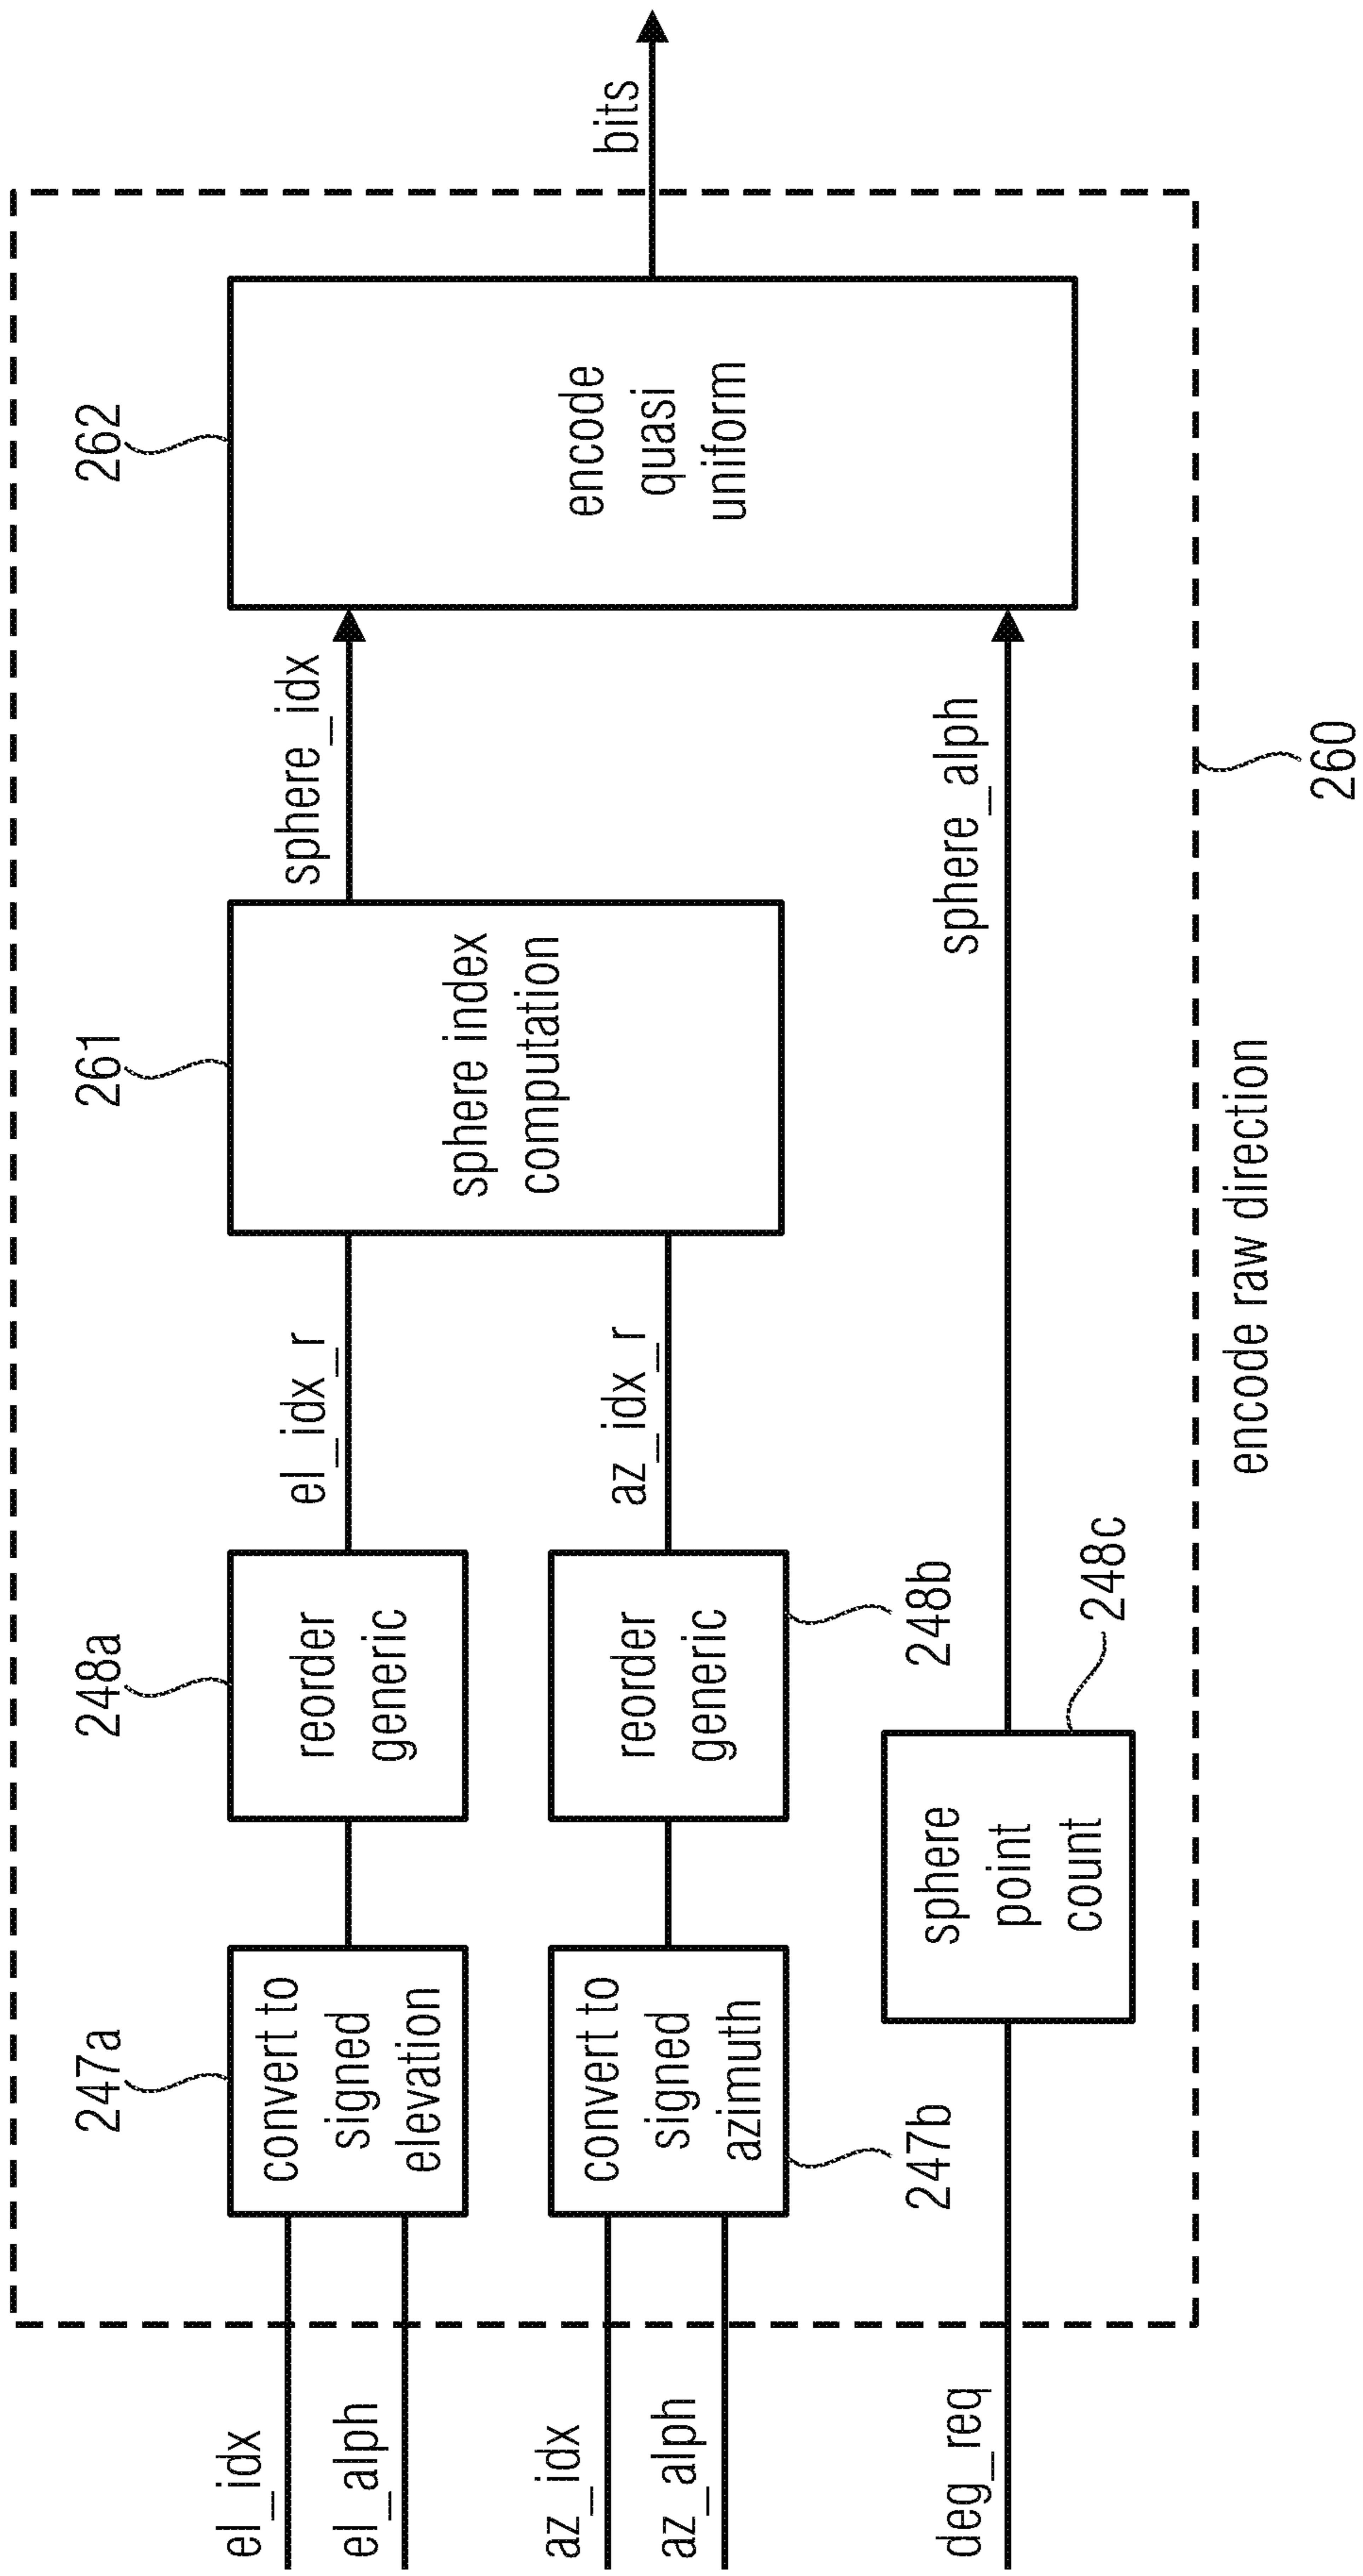 el_idx
el_alph
az_idx
az_alph
deg_req
247a
convert to
signed
elevation
248a
reorder
generic
el_idx_r
261
sphere index
computation
sphere_idx
262
encode
quasi
uniform
bits
convert to
signed
azimuth
247b
reorder
generic
248b
az_idx_r
sphere
point
count
248c
sphere_alph
encode raw direction
260